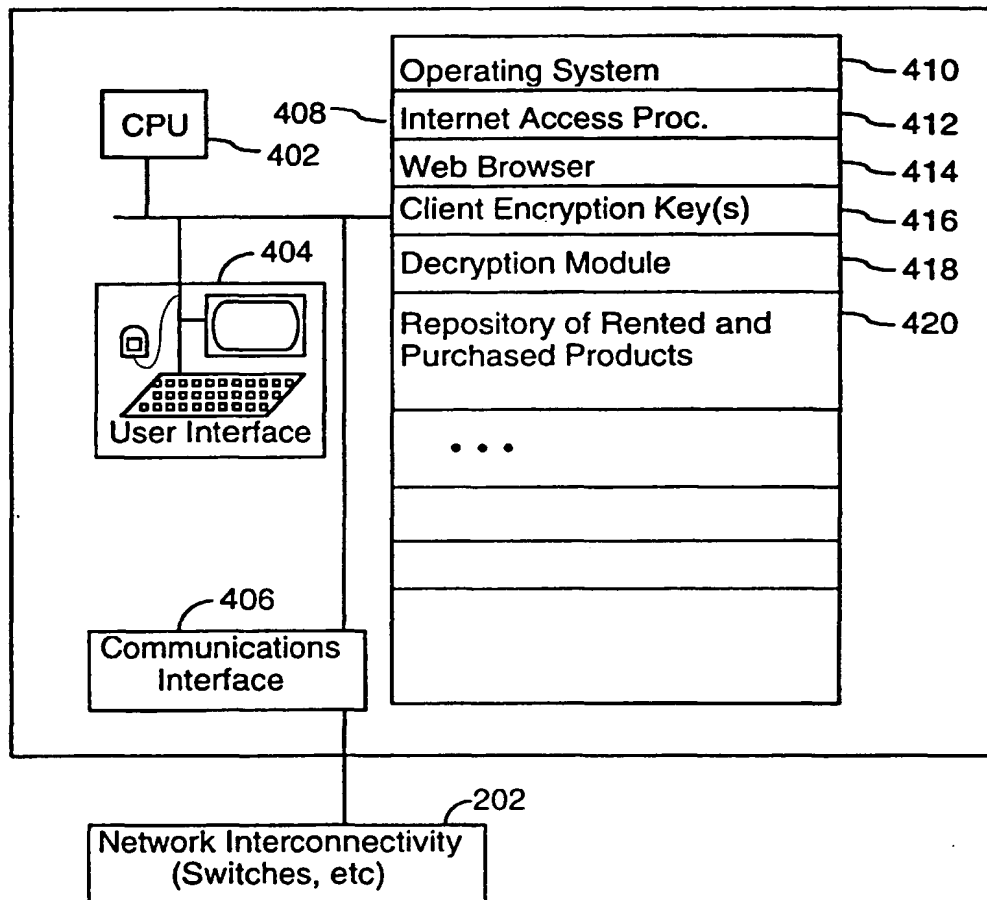 Operating System
410
CPU
408
Internet Access Proc.
412
402
Web Browser
414
Client Encryption Key(s)
416
404
Decryption Module
418
Repository of Rented and
Purchased Products
420
User Interface
• • •
406
Communications
Interface
202
Network Interconnectivity
(Switches, etc)